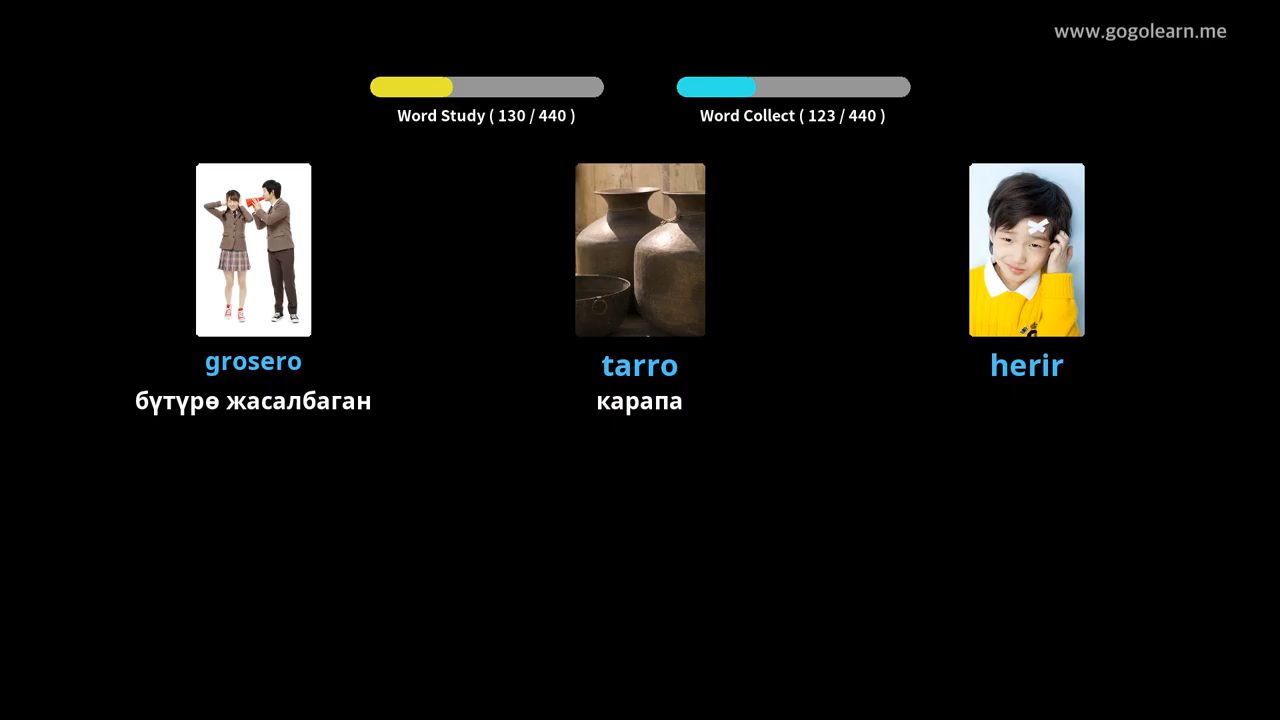 www.gogolearn.me
Word Study ( 130 / 440 )
Word Collect ( 123 / 440 )
grosero
tarro
herir
бүтүрө жасалбаган
карапа